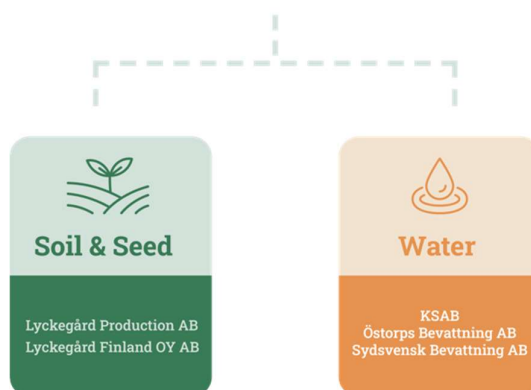 Soil & Seed
Lyckegård Production AB
Lyckegård Finland OY AB
Water
KSAB
Östorps Bevattning AB
Sydsvensk Bevattning AB